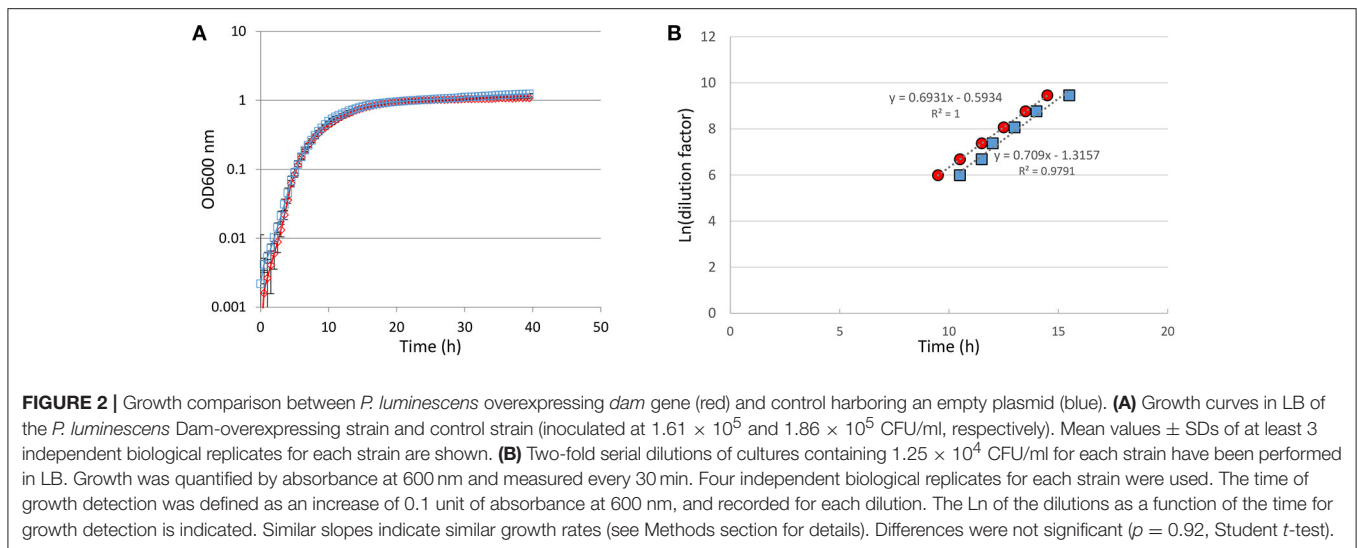 A
OD600 nm
10
1
0.1
0.01
0.001
0
10
20
30
40
50
Time (h)
B
Ln(dilution factor)
12
10
8
6
4
2
0
0
5
10
15
20
Time (h)
y = 0.6931x - 0.5934
R² = 1
y = 0.709x - 1.3157
R² = 0.9791
FIGURE 2 | Growth comparison between P. luminescens overexpressing dam gene (red) and control harboring an empty plasmid (blue). (A) Growth curves in LB of
the P. luminescens Dam-overexpressing strain and control strain (inoculated at 1.61 × 10⁵ and 1.86 × 10⁵ CFU/ml, respectively). Mean values ± SDs of at least 3
independent biological replicates for each strain are shown. (B) Two-fold serial dilutions of cultures containing 1.25 × 10⁴ CFU/ml for each strain have been performed
in LB. Growth was quantified by absorbance at 600 nm and measured every 30 min. Four independent biological replicates for each strain were used. The time of
growth detection was defined as an increase of 0.1 unit of absorbance at 600 nm, and recorded for each dilution. The Ln of the dilutions as a function of the time for
growth detection is indicated. Similar slopes indicate similar growth rates (see Methods section for details). Differences were not significant (p = 0.92, Student t-test).